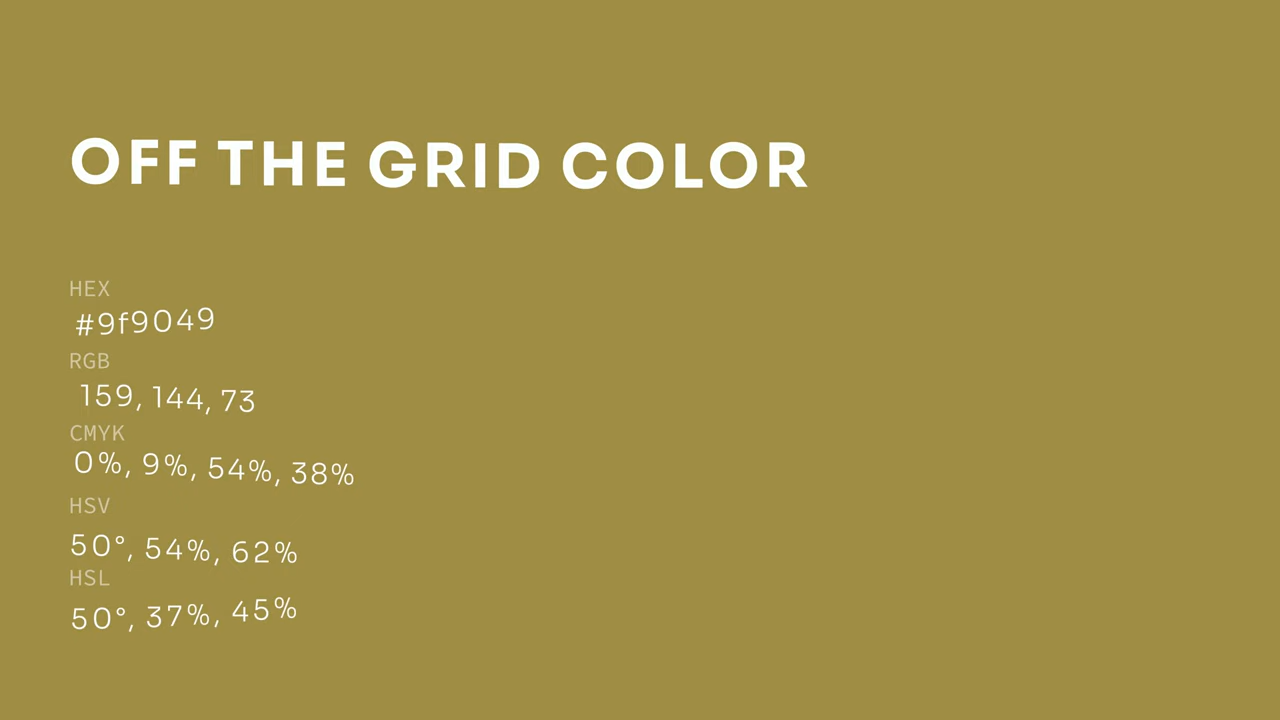 OFF THE GRID COLOR
HEX
#9f9049
RGB
159, 144, 73
CMYK
0%, 9%, 54%, 38%
HSV
50°, 54%, 62%
HSL
50°, 37%, 45%